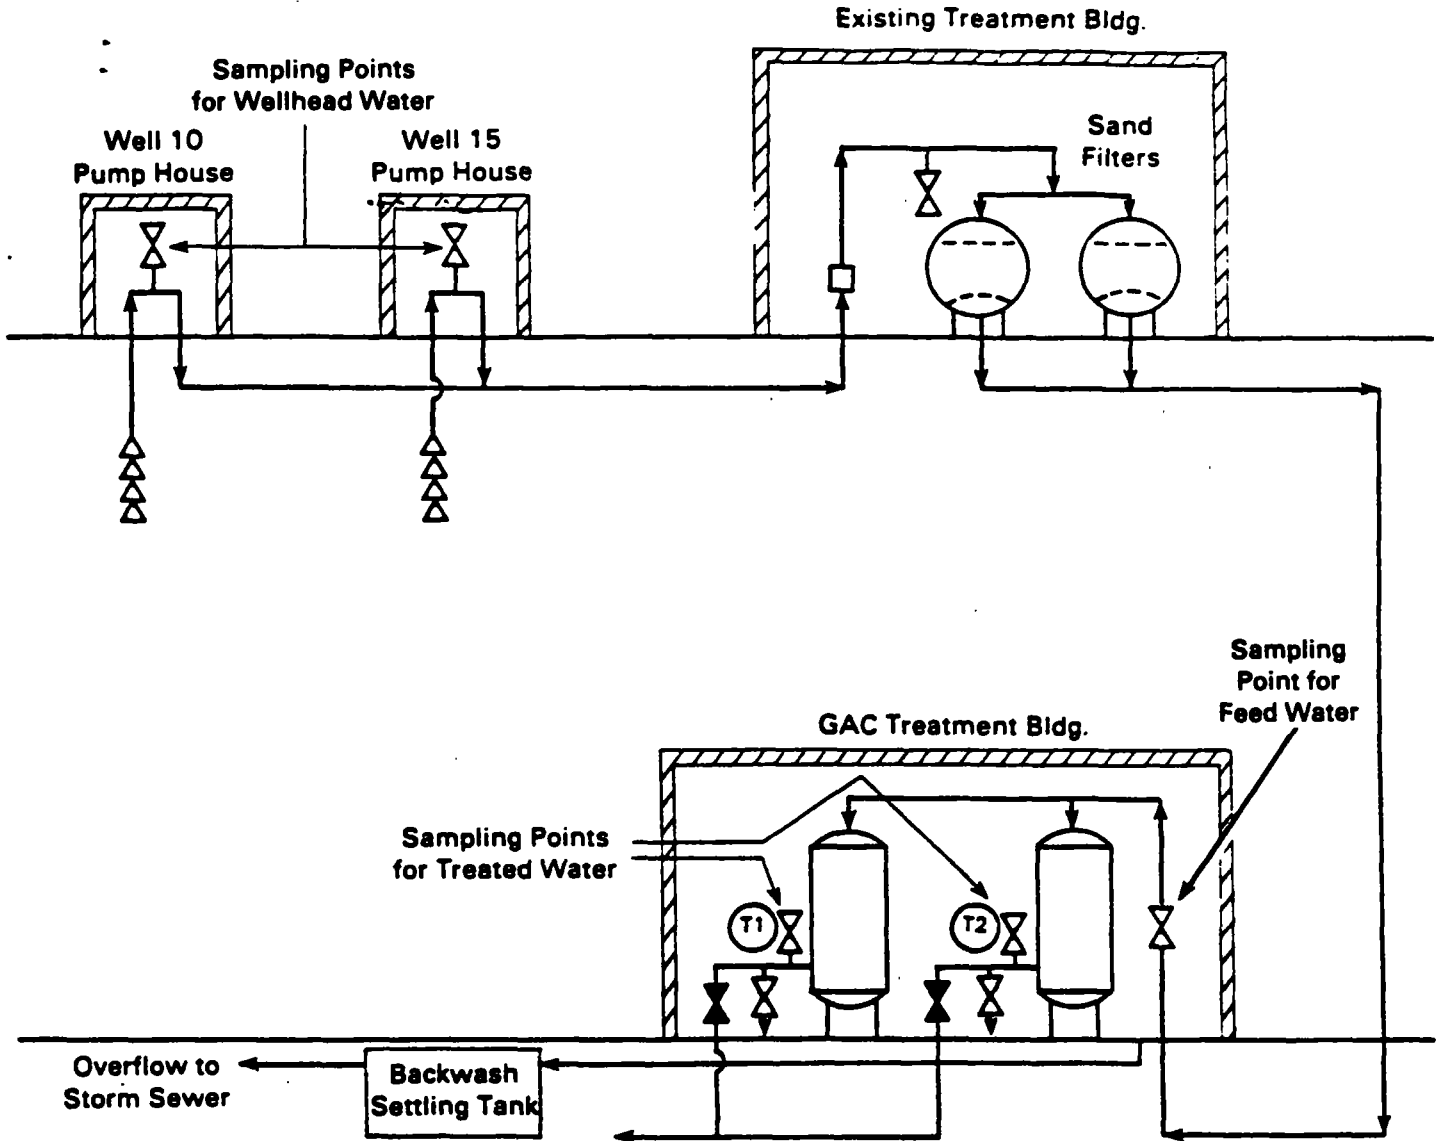 Existing Treatment Bldg.
Sampling Points
for Wellhead Water
Well 10
Pump House
Well 15
Pump House
Sand
Filters
Sampling
Point for
Feed Water
GAC Treatment Bldg.
Sampling Points
for Treated Water
T1
T2
Overflow to
Storm Sewer
Backwash
Settling Tank